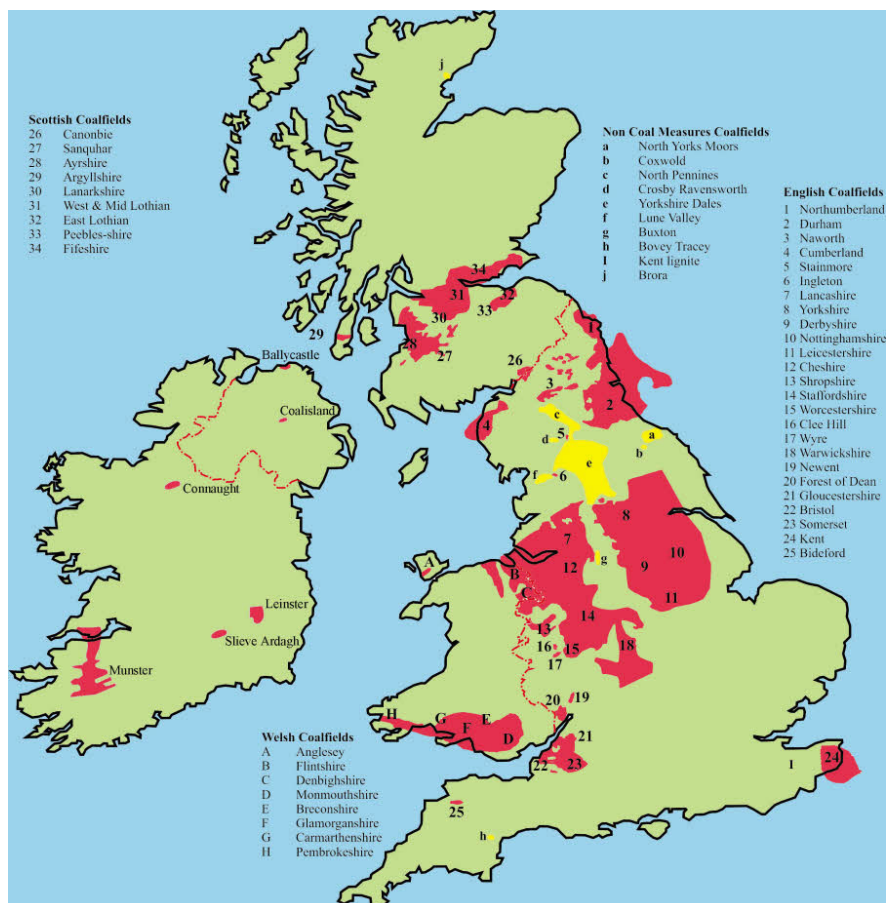 j
Scottish Coalfields
26 Canonbie
27 Sanquhar
28 Ayrshire
29 Argyllshire
30 Lanarkshire
31 West & Mid Lothian
32 East Lothian
33 Peebles-shire
34 Fifeshire
Non Coal Measures Coalfields
a North Yorks Moors
b Coxwold
c North Pennines
d Crosby Ravensworth
e Yorkshire Dales
f Lune Valley
g Buxton
h Bovey Tracey
I Kent lignite
j Brora
English Coalfields
1 Northumberland
2 Durham
3 Naworth
4 Cumberland
5 Stainmore
6 Ingleton
7 Lancashire
8 Yorkshire
9 Derbyshire
10 Nottinghamshire
11 Leicestershire
12 Cheshire
13 Shropshire
14 Staffordshire
15 Worcestershire
16 Clee Hill
17 Wyre
18 Warwickshire
19 Newent
20 Forest of Dean
21 Gloucestershire
22 Bristol
23 Somerset
24 Kent
25 Bideford
34
31
32
30
33
29
28
27
1
26
Ballycastle
3
2
Coalisland
4
c
5
d
a
b
e
f
6
Connaught
8
7
10
g
A
B
12
9
C
11
Leinster
13
14
Slieve Ardagh
16
15
18
17
Munster
20
19
H
G
E
F
D
21
22
23
I
24
25
h
Welsh Coalfields
A Anglesey
B Flintshire
C Denbighshire
D Monmouthshire
E Breconshire
F Glamorganshire
G Carmarthenshire
H Pembrokeshire